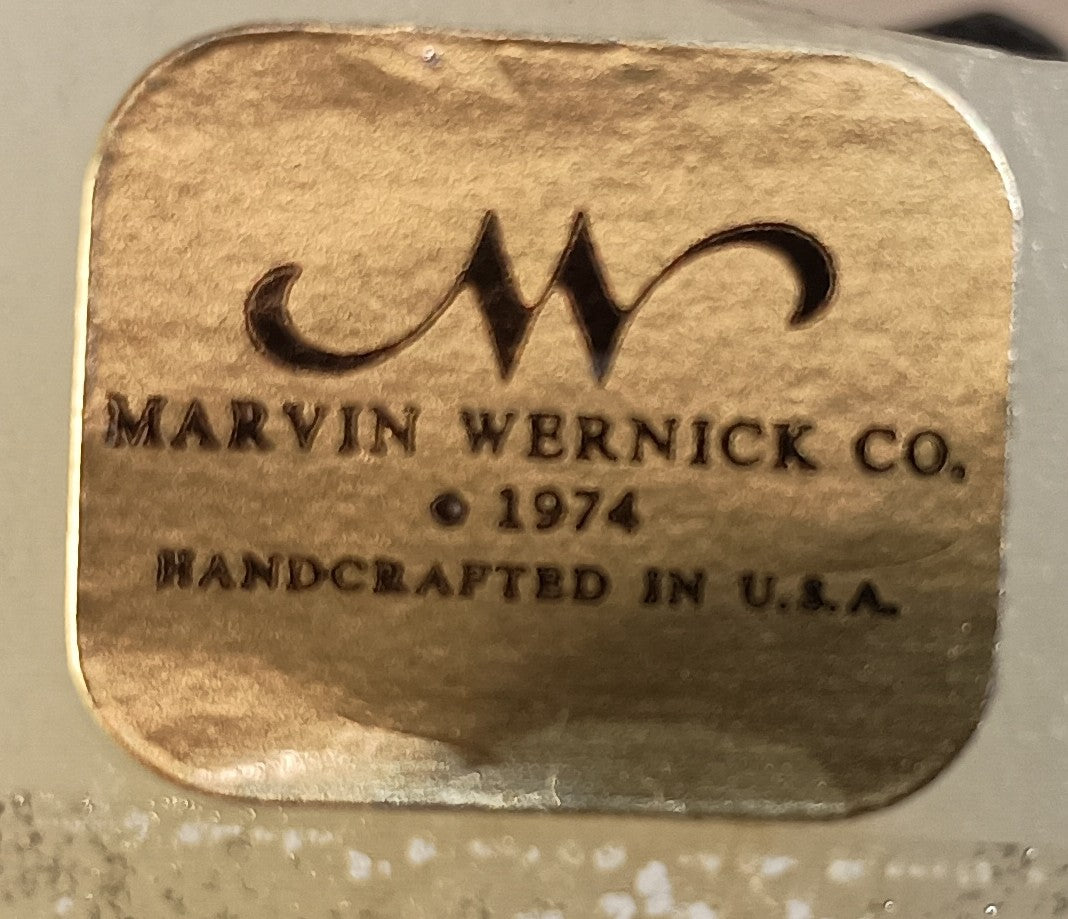 MARVIN WERNICK CO.
© 1974
HANDCRAFTED IN U.S.A.